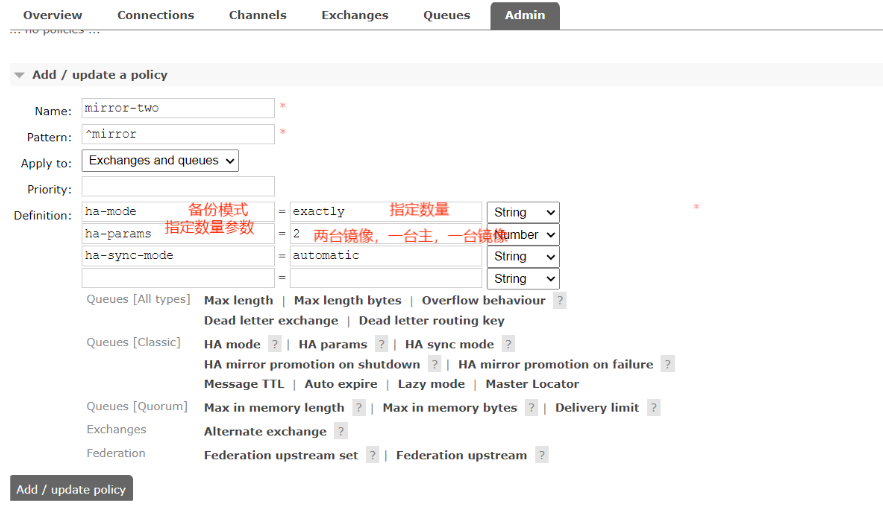 Overview Connections Channels Exchanges Queues Admin
... no policies ...
Add / update a policy
Name: mirror-two *
Pattern: ^mirror *
Apply to: Exchanges and queues
Priority:
Definition: ha-mode 备份模式 = exactly 指定数量 String *
ha-params 指定数量参数 = 2 两台镜像，一台主，一台镜像 Number
ha-sync-mode = automatic String
= String
Queues [All types] Max length | Max length bytes | Overflow behaviour ?
Dead letter exchange | Dead letter routing key
Queues [Classic] HA mode ? | HA params ? | HA sync mode ?
HA mirror promotion on shutdown ? | HA mirror promotion on failure ?
Message TTL | Auto expire | Lazy mode | Master Locator
Queues [Quorum] Max in memory length ? | Max in memory bytes ? | Delivery limit ?
Exchanges Alternate exchange ?
Federation Federation upstream set ? | Federation upstream ?
Add / update policy